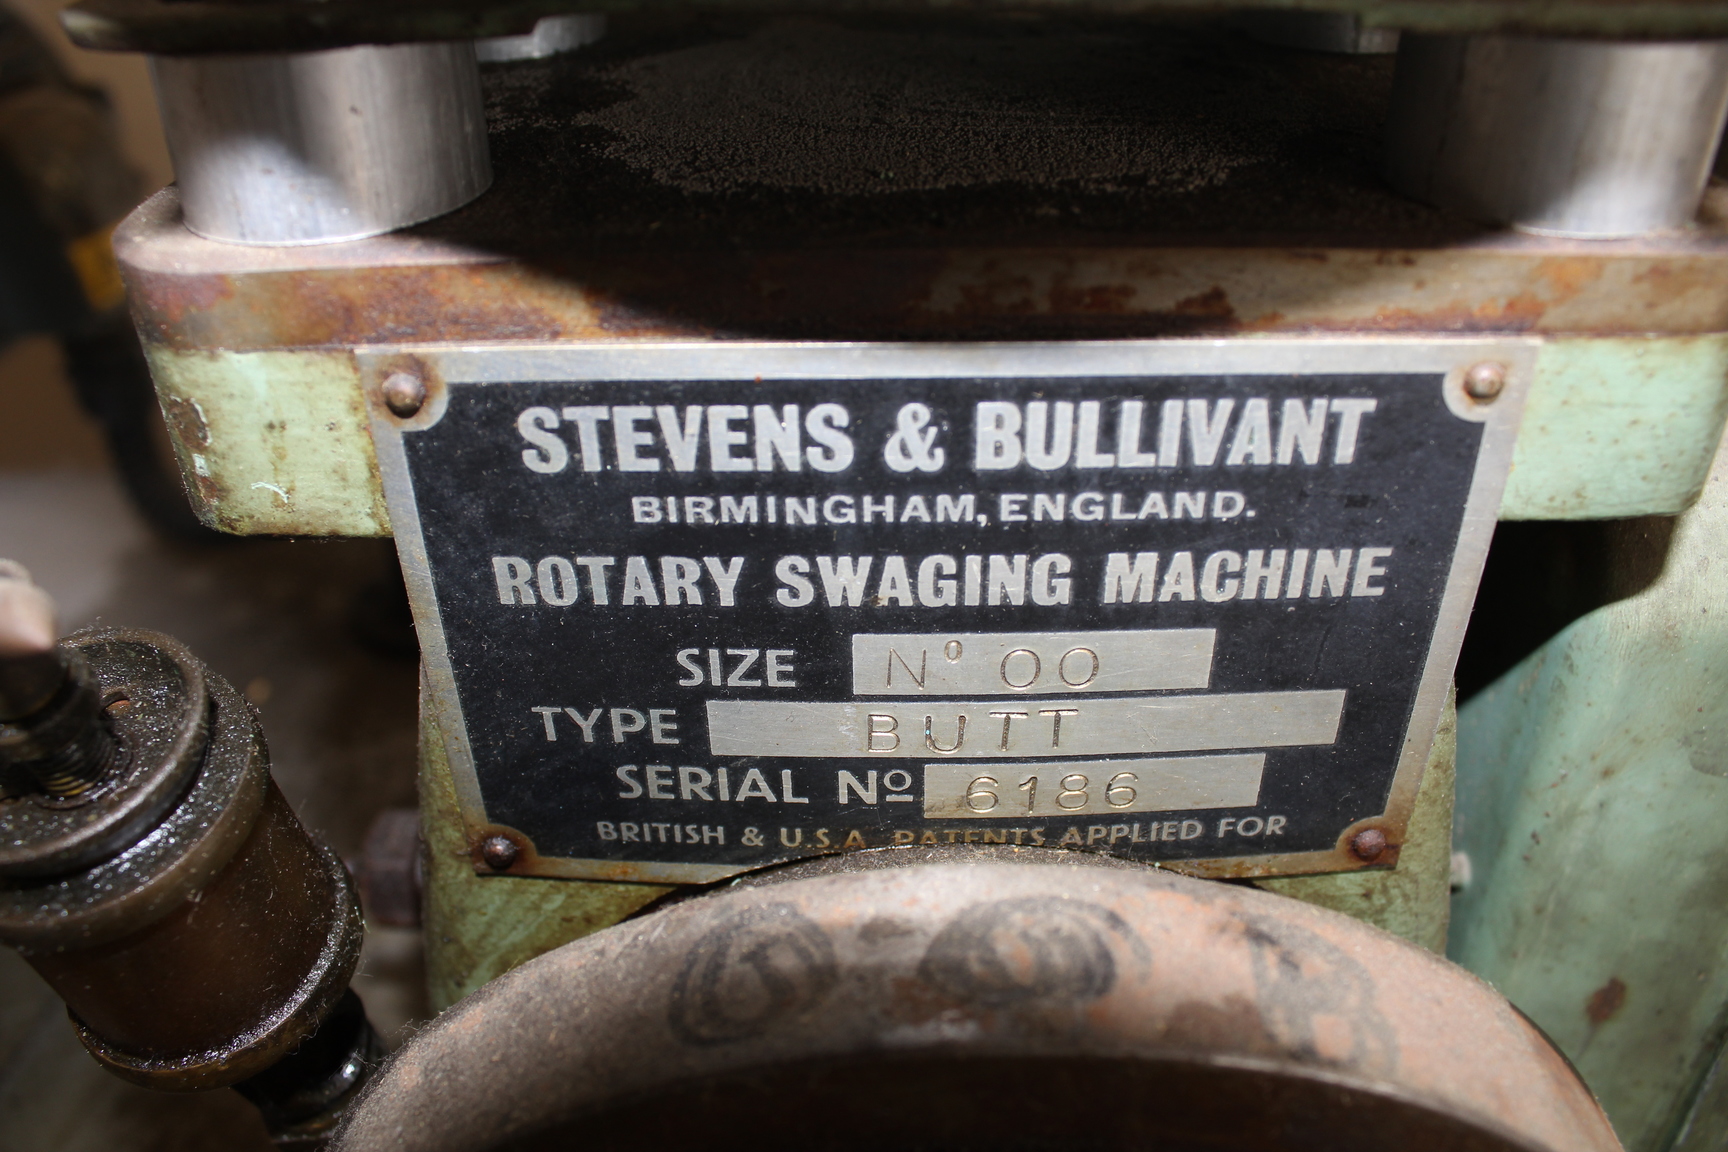 STEVENS & BULLIVANT
BIRMINGHAM, ENGLAND.
ROTARY SWAGING MACHINE
SIZE Nº 00
TYPE BUTT
SERIAL Nº 6186
BRITISH & U.S.A. PATENTS APPLIED FOR